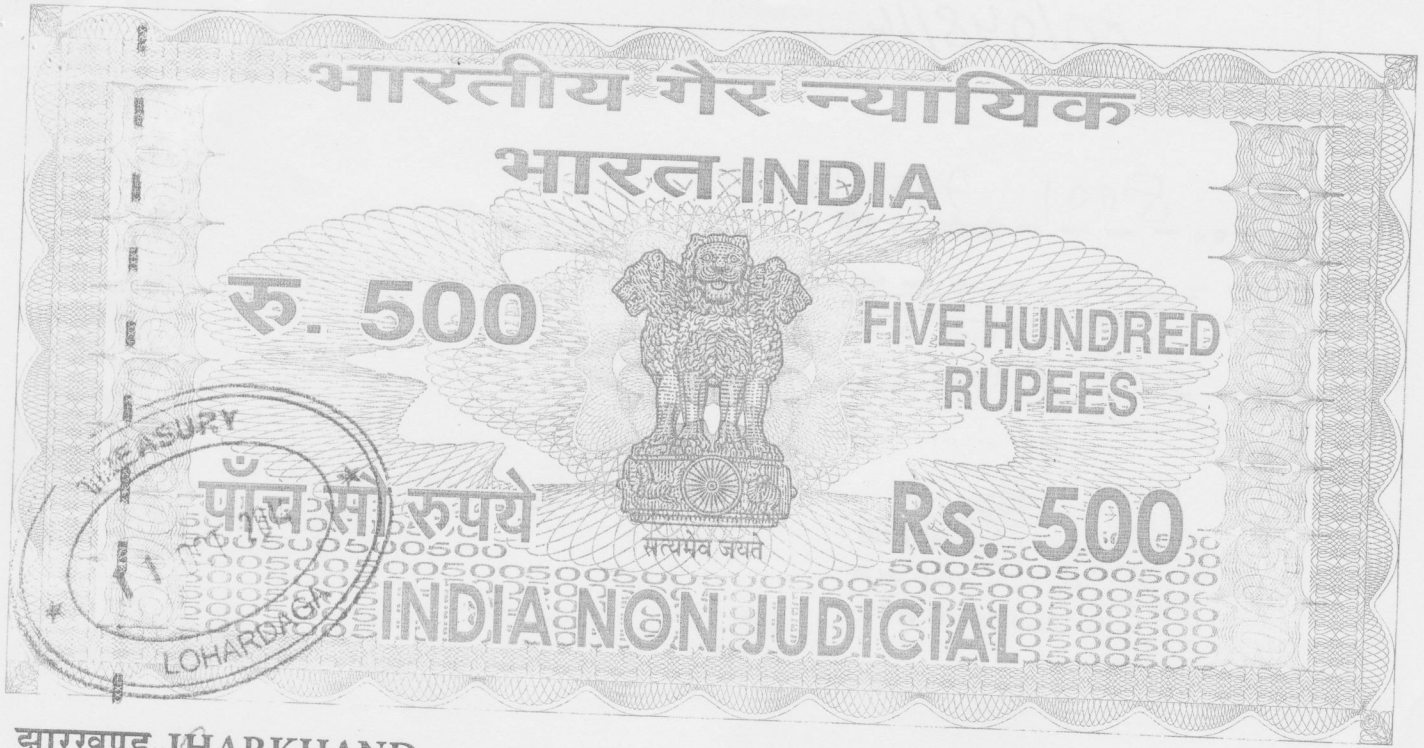 भारतीय गैर न्यायिक
भारत INDIA
रु. 500
FIVE HUNDRED
RUPEES
TREASURY
पाँच सौ रुपये
सत्यमेव जयते
Rs. 500
LOHARDAGA
INDIA NON JUDICIAL
झारखण्ड JHARKHAND